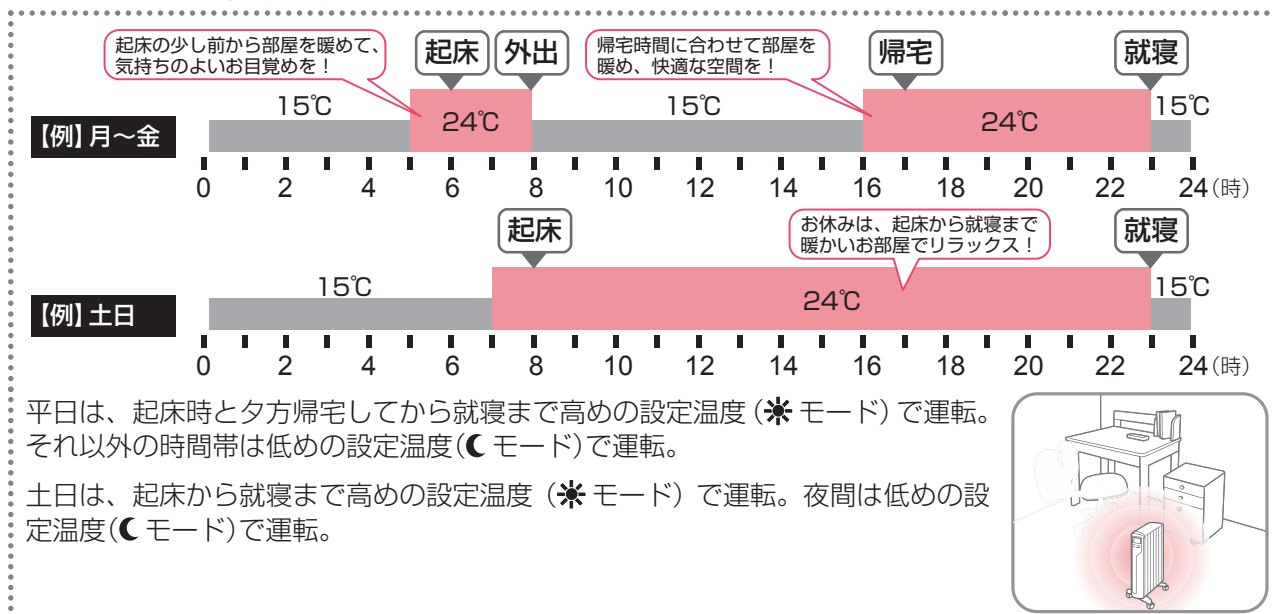 起床の少し前から部屋を暖めて、
気持ちのよいお目覚めを！
起床
外出
帰宅時間に合わせて部屋を
暖め、快適な空間を！
帰宅
就寝
【例】月～金
15℃
24℃
15℃
24℃
15℃
0 2 4 6 8 10 12 14 16 18 20 22 24(時)
起床
お休みは、起床から就寝まで
暖かいお部屋でリラックス！
就寝
【例】土日
15℃
24℃
15℃
0 2 4 6 8 10 12 14 16 18 20 22 24(時)
平日は、起床時と夕方帰宅してから就寝まで高めの設定温度(☀モード)で運転。
それ以外の時間帯は低めの設定温度(☾モード)で運転。
土日は、起床から就寝まで高めの設定温度（☀モード）で運転。夜間は低めの設
定温度(☾モード)で運転。